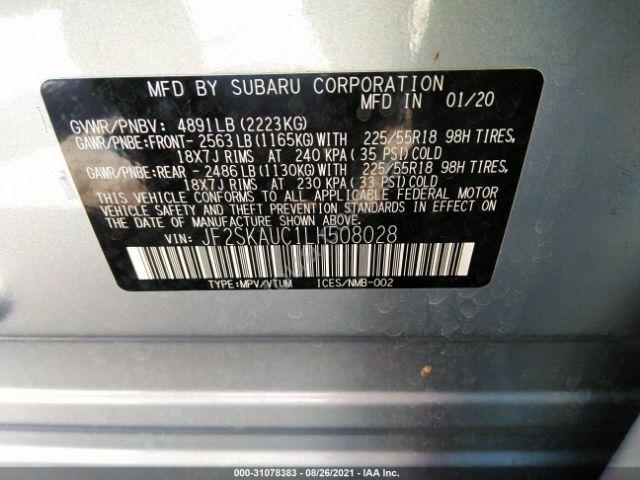 MFD BY SUBARU CORPORATION
MFD IN 01/20
GVWR/PNBV: 4891LB(2223KG)
GAWR/PNBE:FRONT- 2563LB(1165KG)WITH 225/55R18 98H TIRES,
18X7J RIMS AT 240 KPA(35 PSI)COLD
GAWR/PNBE:REAR - 2486LB(1130KG)WITH 225/55R18 98H TIRES,
18X7J RIMS AT 230 KPA(33 PSI)COLD
THIS VEHICLE CONFORMS TO ALL APPLICABLE FEDERAL MOTOR
VEHICLE SAFETY AND THEFT PREVENTION STANDARDS IN EFFECT
ON THE DATE OF MANUFACTURE SHOWN ABOVE.
VIN: JF2SKAUC1LH508028
TYPE:MPV/VTUM ICES/NMB-002
000-31078383 - 08/26/2021 - IAA Inc.